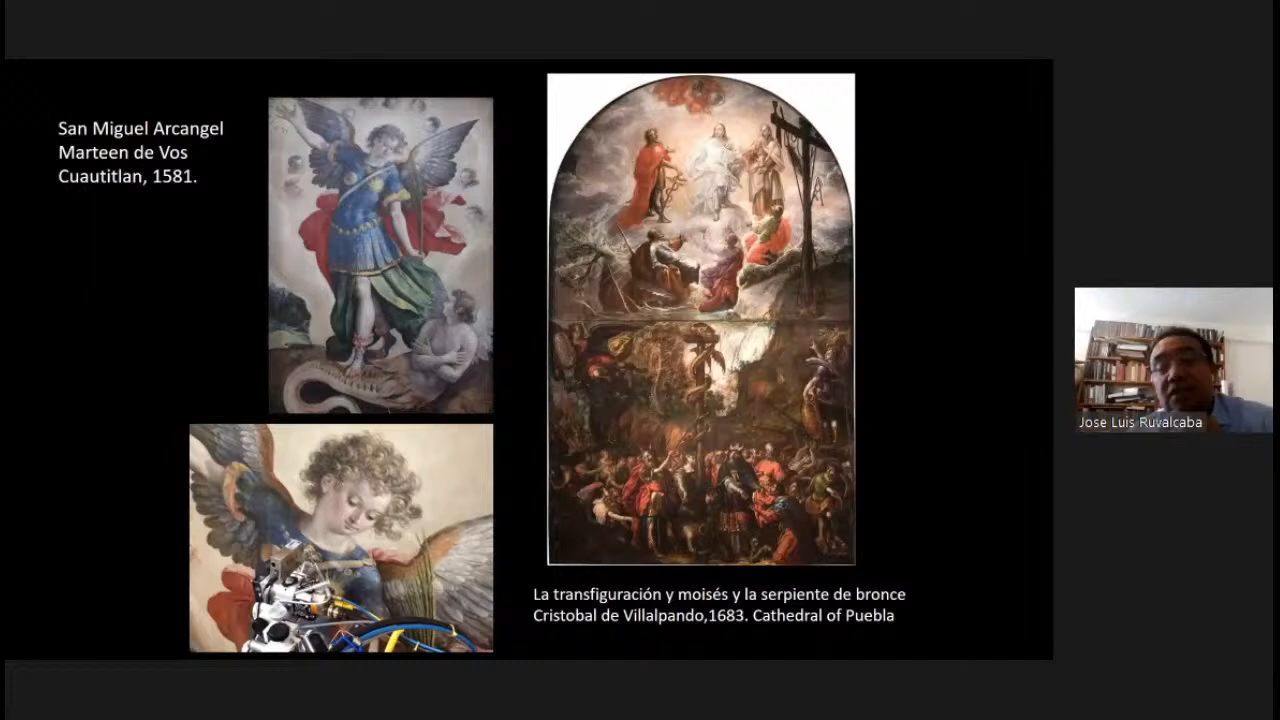 San Miguel Arcangel
Marteen de Vos
Cuautitlan, 1581.
La transfiguración y moisés y la serpiente de bronce
Cristobal de Villalpando,1683. Cathedral of Puebla
Jose Luis Ruvalcaba